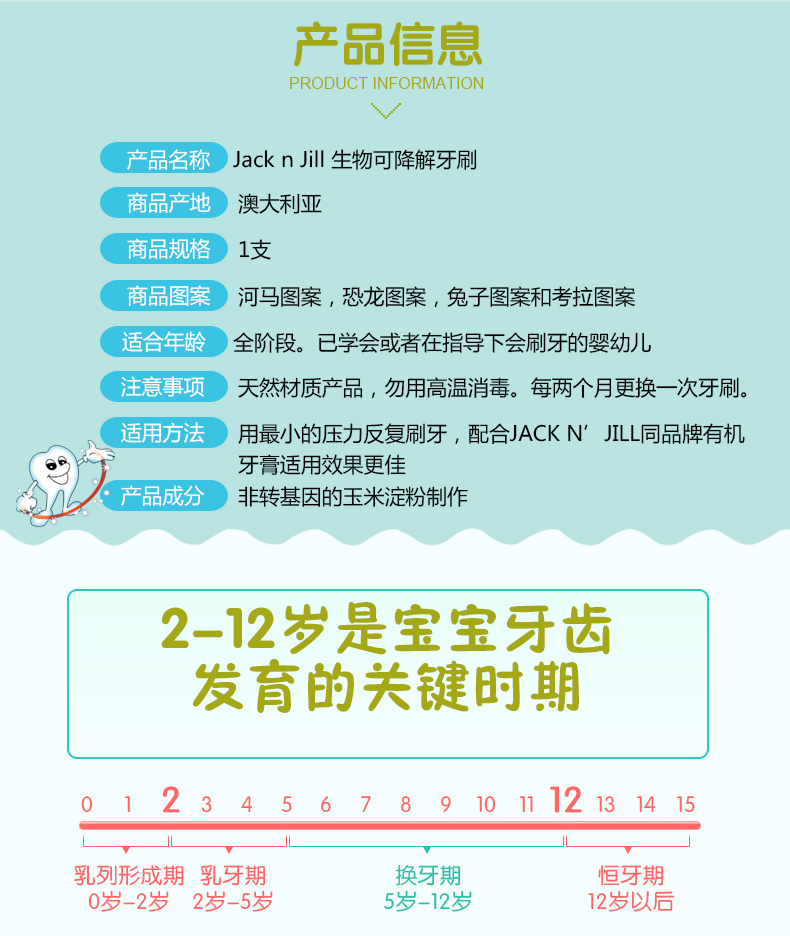 产品信息
PRODUCT INFORMATION
产品名称 Jack n Jill 生物可降解牙刷
商品产地 澳大利亚
商品规格 1支
商品图案 河马图案，恐龙图案，兔子图案和考拉图案
适合年龄 全阶段。已学会或者在指导下会刷牙的婴幼儿
注意事项 天然材质产品，勿用高温消毒。每两个月更换一次牙刷。
适用方法 用最小的压力反复刷牙，配合JACK N’JILL同品牌有机
牙膏适用效果更佳
产品成分 非转基因的玉米淀粉制作
2-12岁是宝宝牙齿
发育的关键时期
0 1 2 3 4 5 6 7 8 9 10 11 12 13 14 15
乳列形成期 乳牙期 换牙期 恒牙期
0岁-2岁 2岁-5岁 5岁-12岁 12岁以后